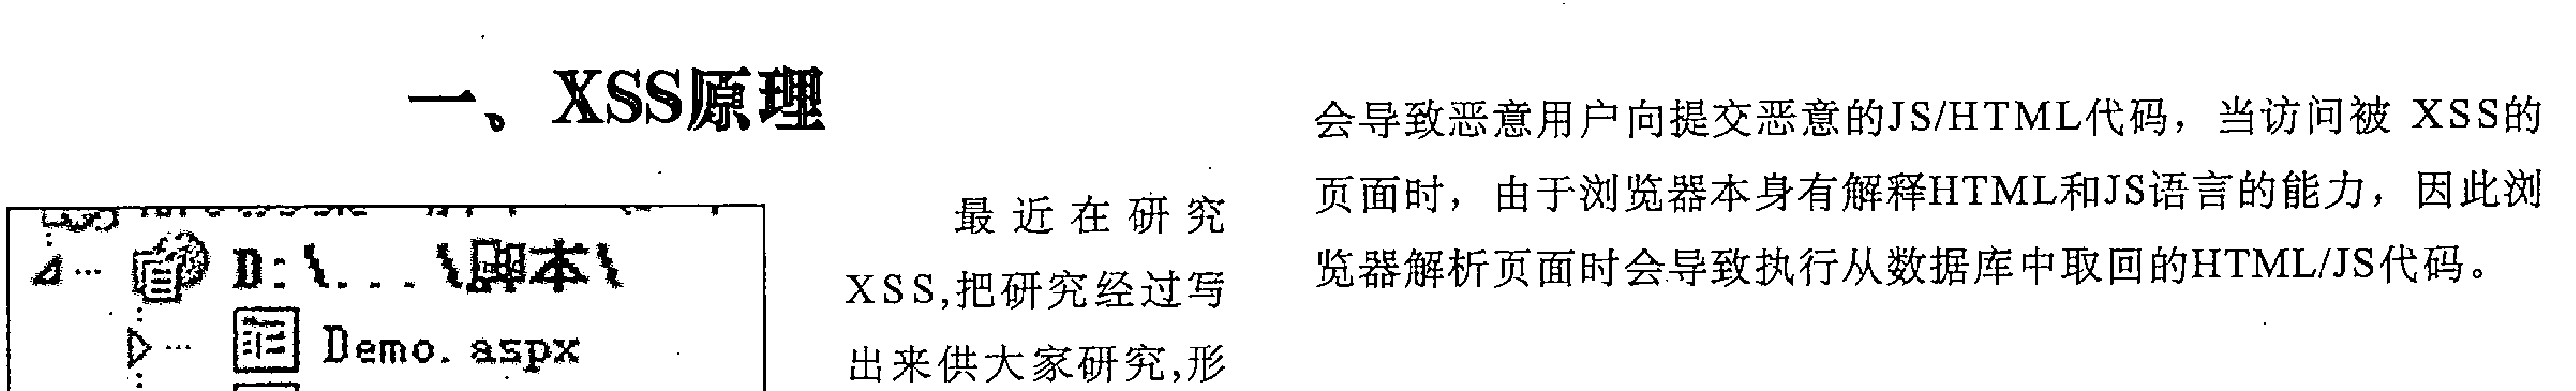 一、XSS原理
D:\...\脚本\
Demo.aspx
最近在研究
XSS,把研究经过写
出来供大家研究,形
会导致恶意用户向提交恶意的JS/HTML代码，当访问被 XSS的
页面时，由于浏览器本身有解释HTML和JS语言的能力，因此浏
览器解析页面时会导致执行从数据库中取回的HTML/JS代码。